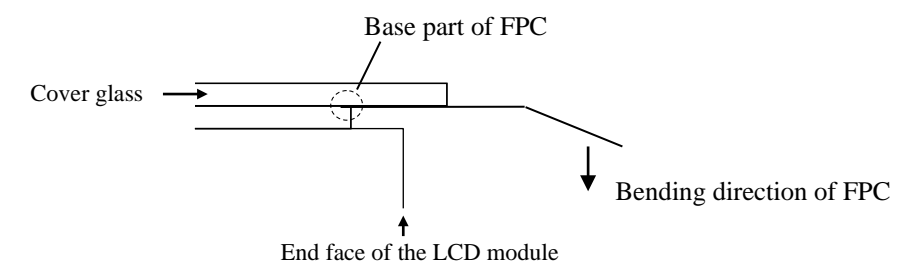 Base part of FPC
Cover glass
Bending direction of FPC
End face of the LCD module